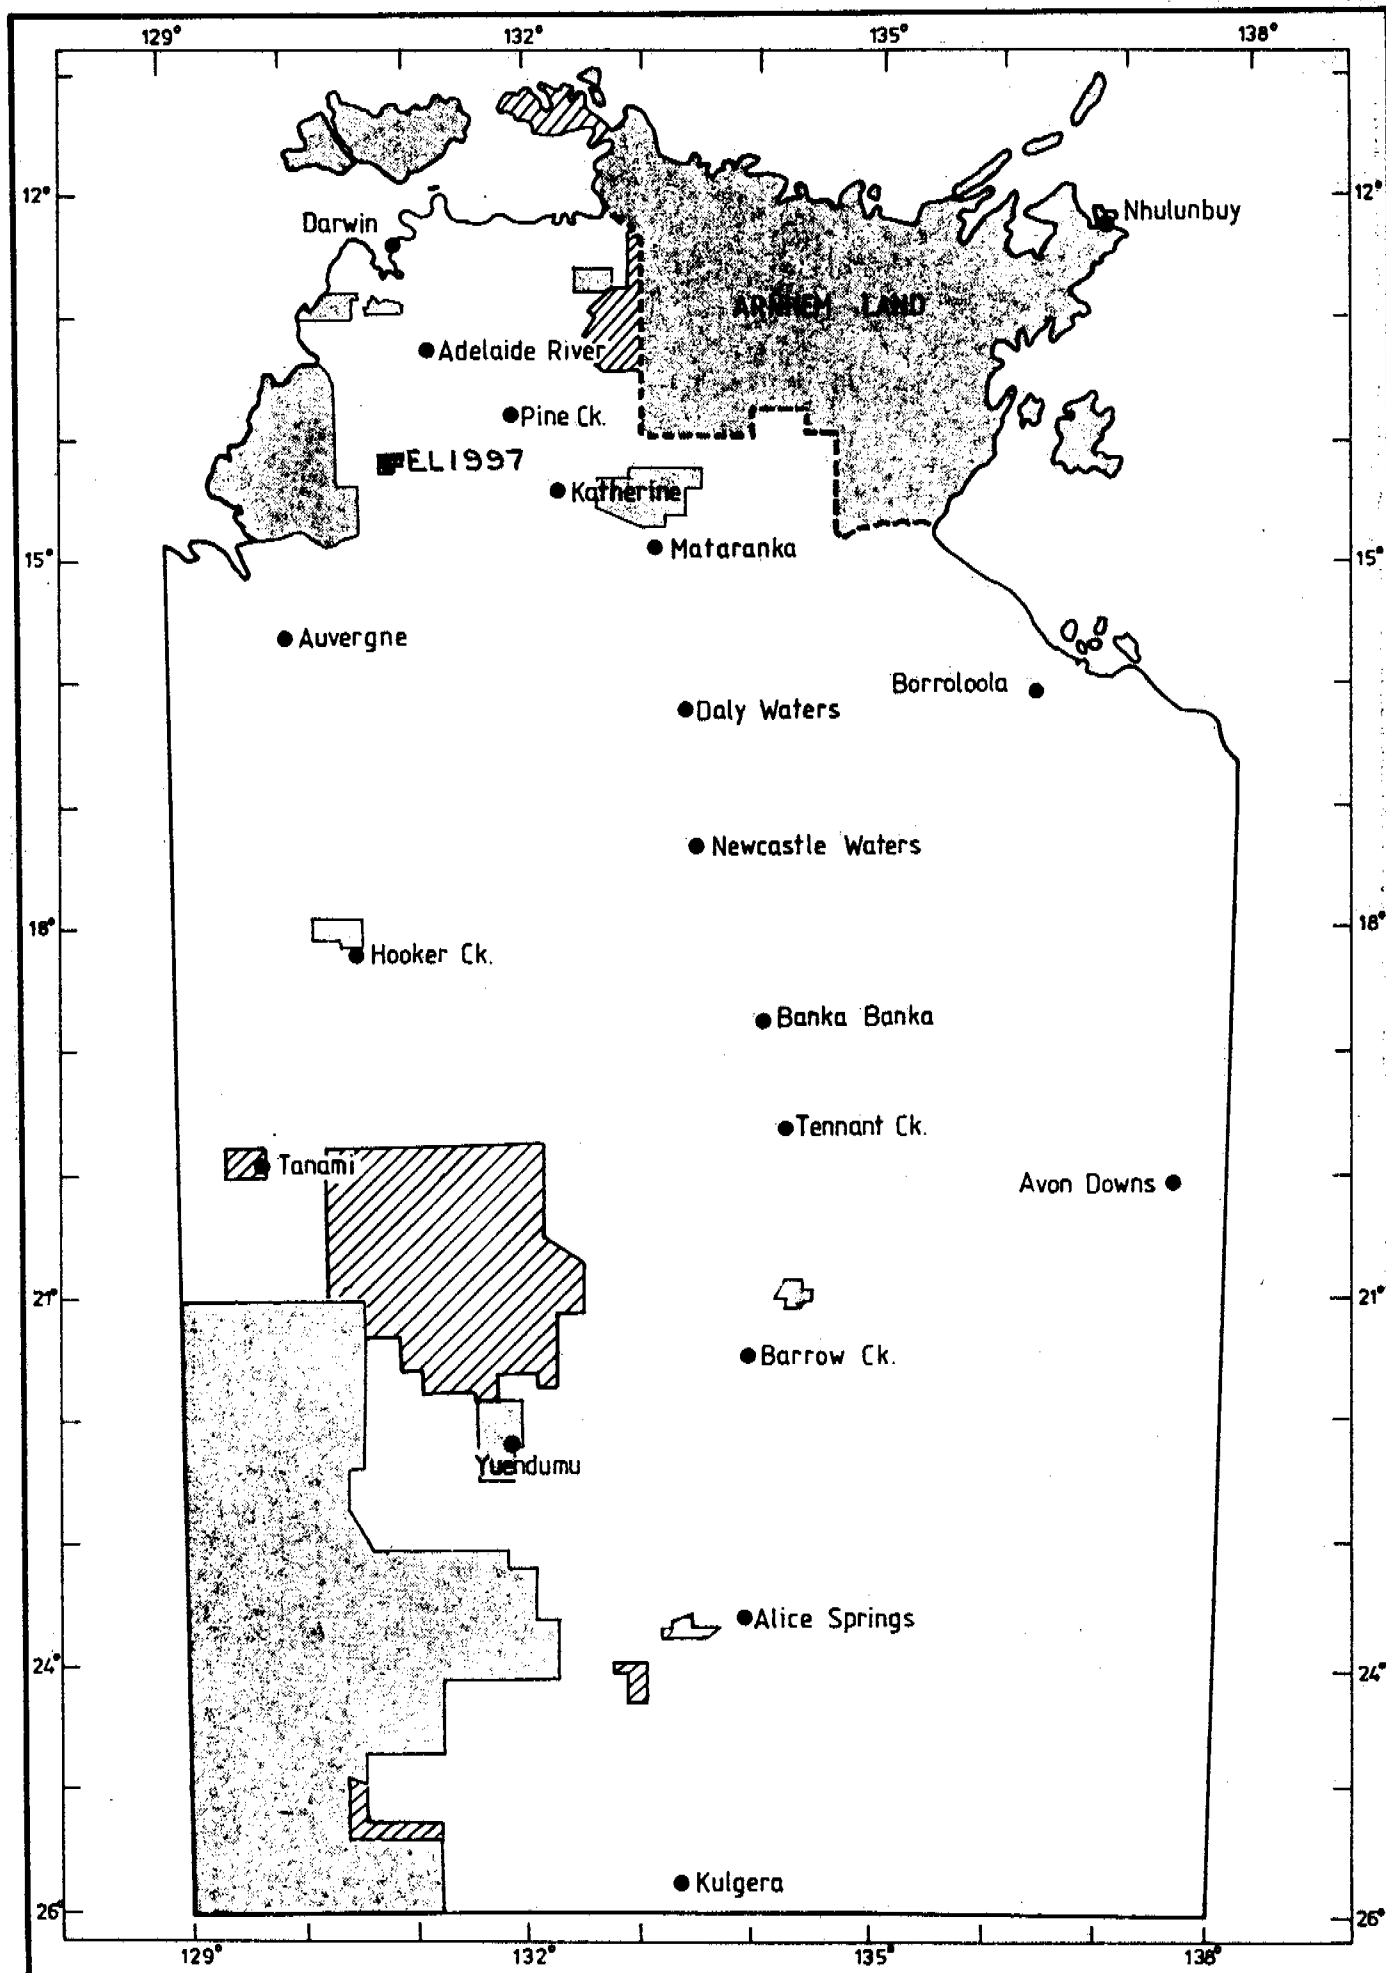 129° 132° 135° 138°
12° 12°
Nhulunbuy
Darwin
ARNHEM LAND
Adelaide River
Pine Ck.
EL1997
Katherine
Mataranka
15° 15°
Auvergne
Borroloola
Daly Waters
Newcastle Waters
18° 18°
Hooker Ck.
Banka Banka
Tennant Ck.
Tanami
Avon Downs
21° 21°
Barrow Ck.
Yuendumu
Alice Springs
24° 24°
Kulgera
26° 26°
129° 132° 135° 138°